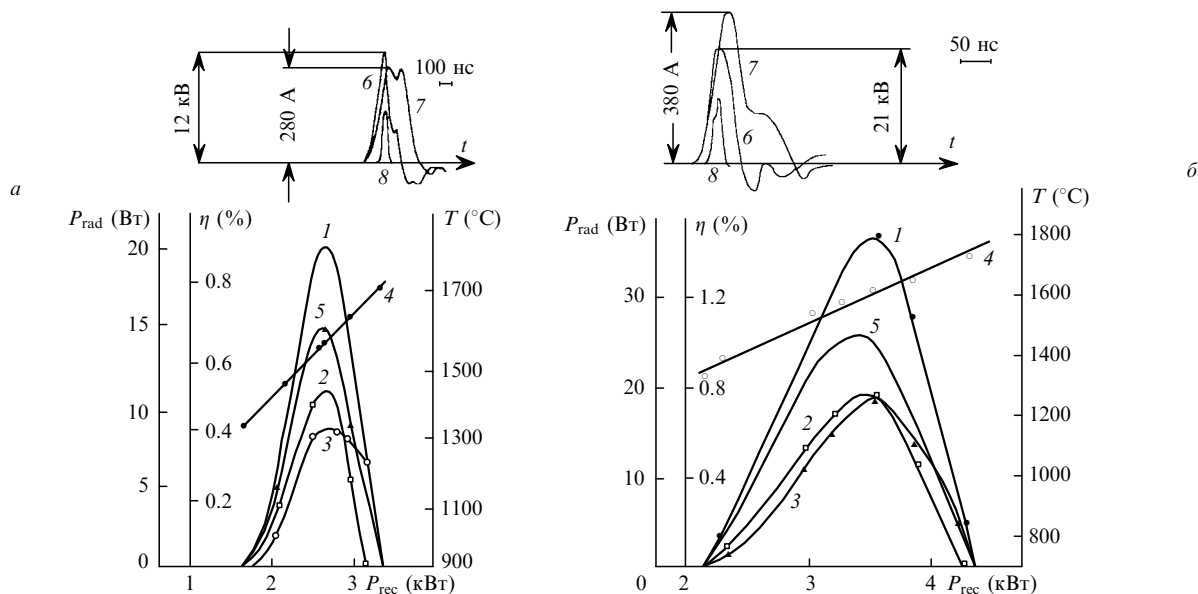 12 кВ
280 А
6
7
8
100 нс
t
380 А
7
6
8
50 нс
21 кВ
t
а
б
P_rad (Вт)
η (%)
T (°C)
20
15
10
5
0
0.8
0.6
0.4
0.2
1700
1500
1300
1100
900
1
4
5
2
3
1
2
3
P_rec (кВт)
P_rad (Вт)
η (%)
T (°C)
30
20
10
0
1.2
0.8
0.4
1800
1600
1400
1200
1000
800
1
4
5
2
3
0
2
3
4
P_rec (кВт)